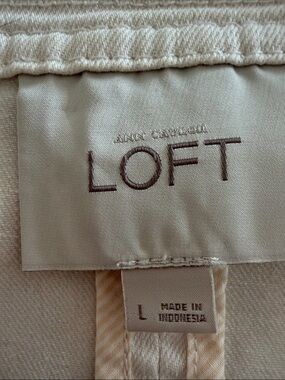 ANN TAYLOR
LOFT
L
MADE IN
INDONESIA